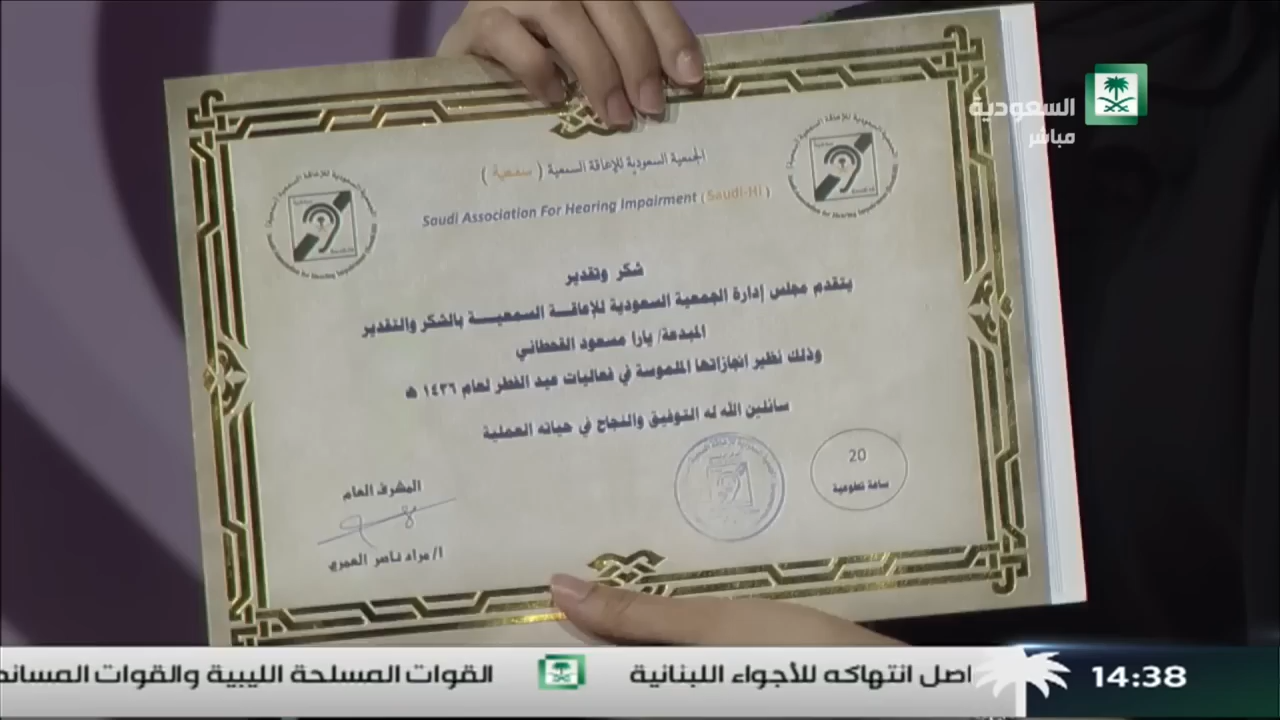 السعودية
مباشر
الجمعية السعودية للإعاقة السمعية ( سمعية )
Saudi Association For Hearing Impairment (Saudi-Hi)
شكر وتقدير
يتقدم مجلس إدارة الجمعية السعودية للإعاقة السمعية بالشكر والتقدير
المبدعة/ يارا مسعود القحطاني
وذلك نظير انجازاتها الملموسة في فعاليات عيد الفطر لعام ١٤٣٦ هـ
سائلين الله له التوفيق والنجاح في حياته العملية
20
ساعة تطوعية
المشرف العام
أ/ مراد ناصر العمري
اصل انتهاكه للأجواء اللبنانية
القوات المسلحة الليبية والقوات المساند
14:38